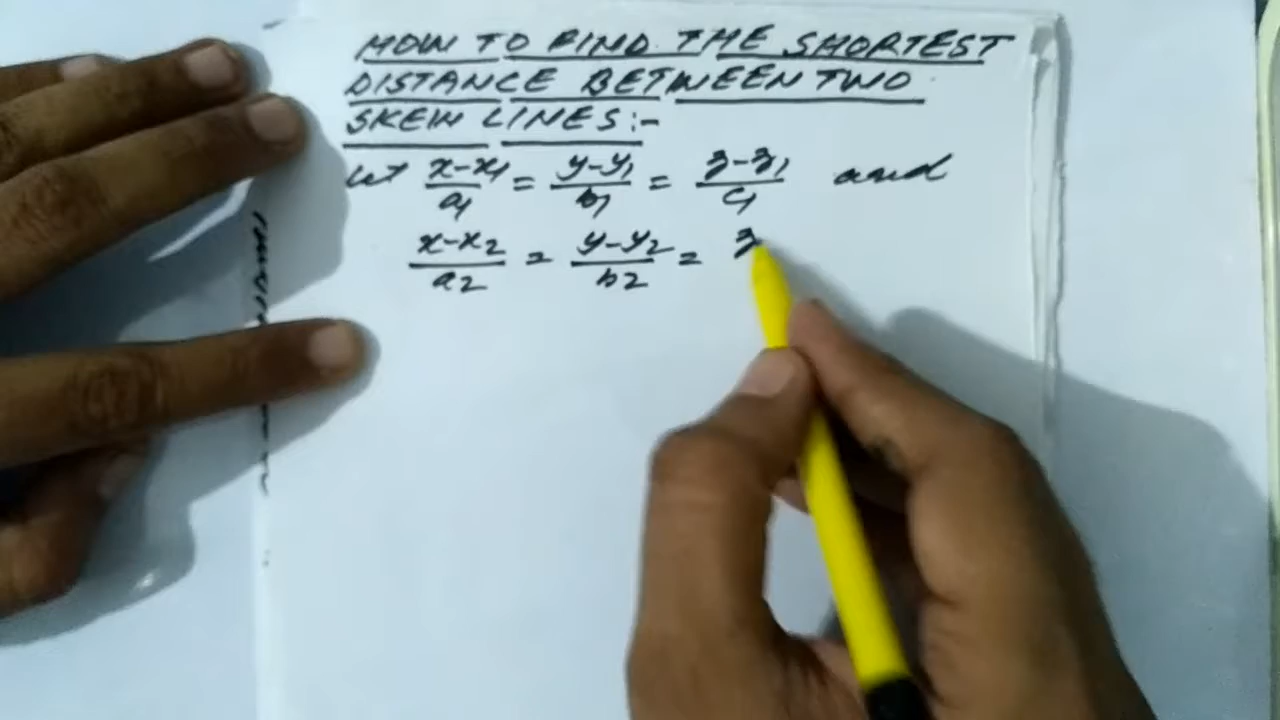 HOW TO FIND THE SHORTEST
DISTANCE BETWEEN TWO
SKEW LINES:-
Let (x-x₁)/a₁ = (y-y₁)/b₁ = (z-z₁)/c₁ and
(x-x₂)/a₂ = (y-y₂)/b₂ = z